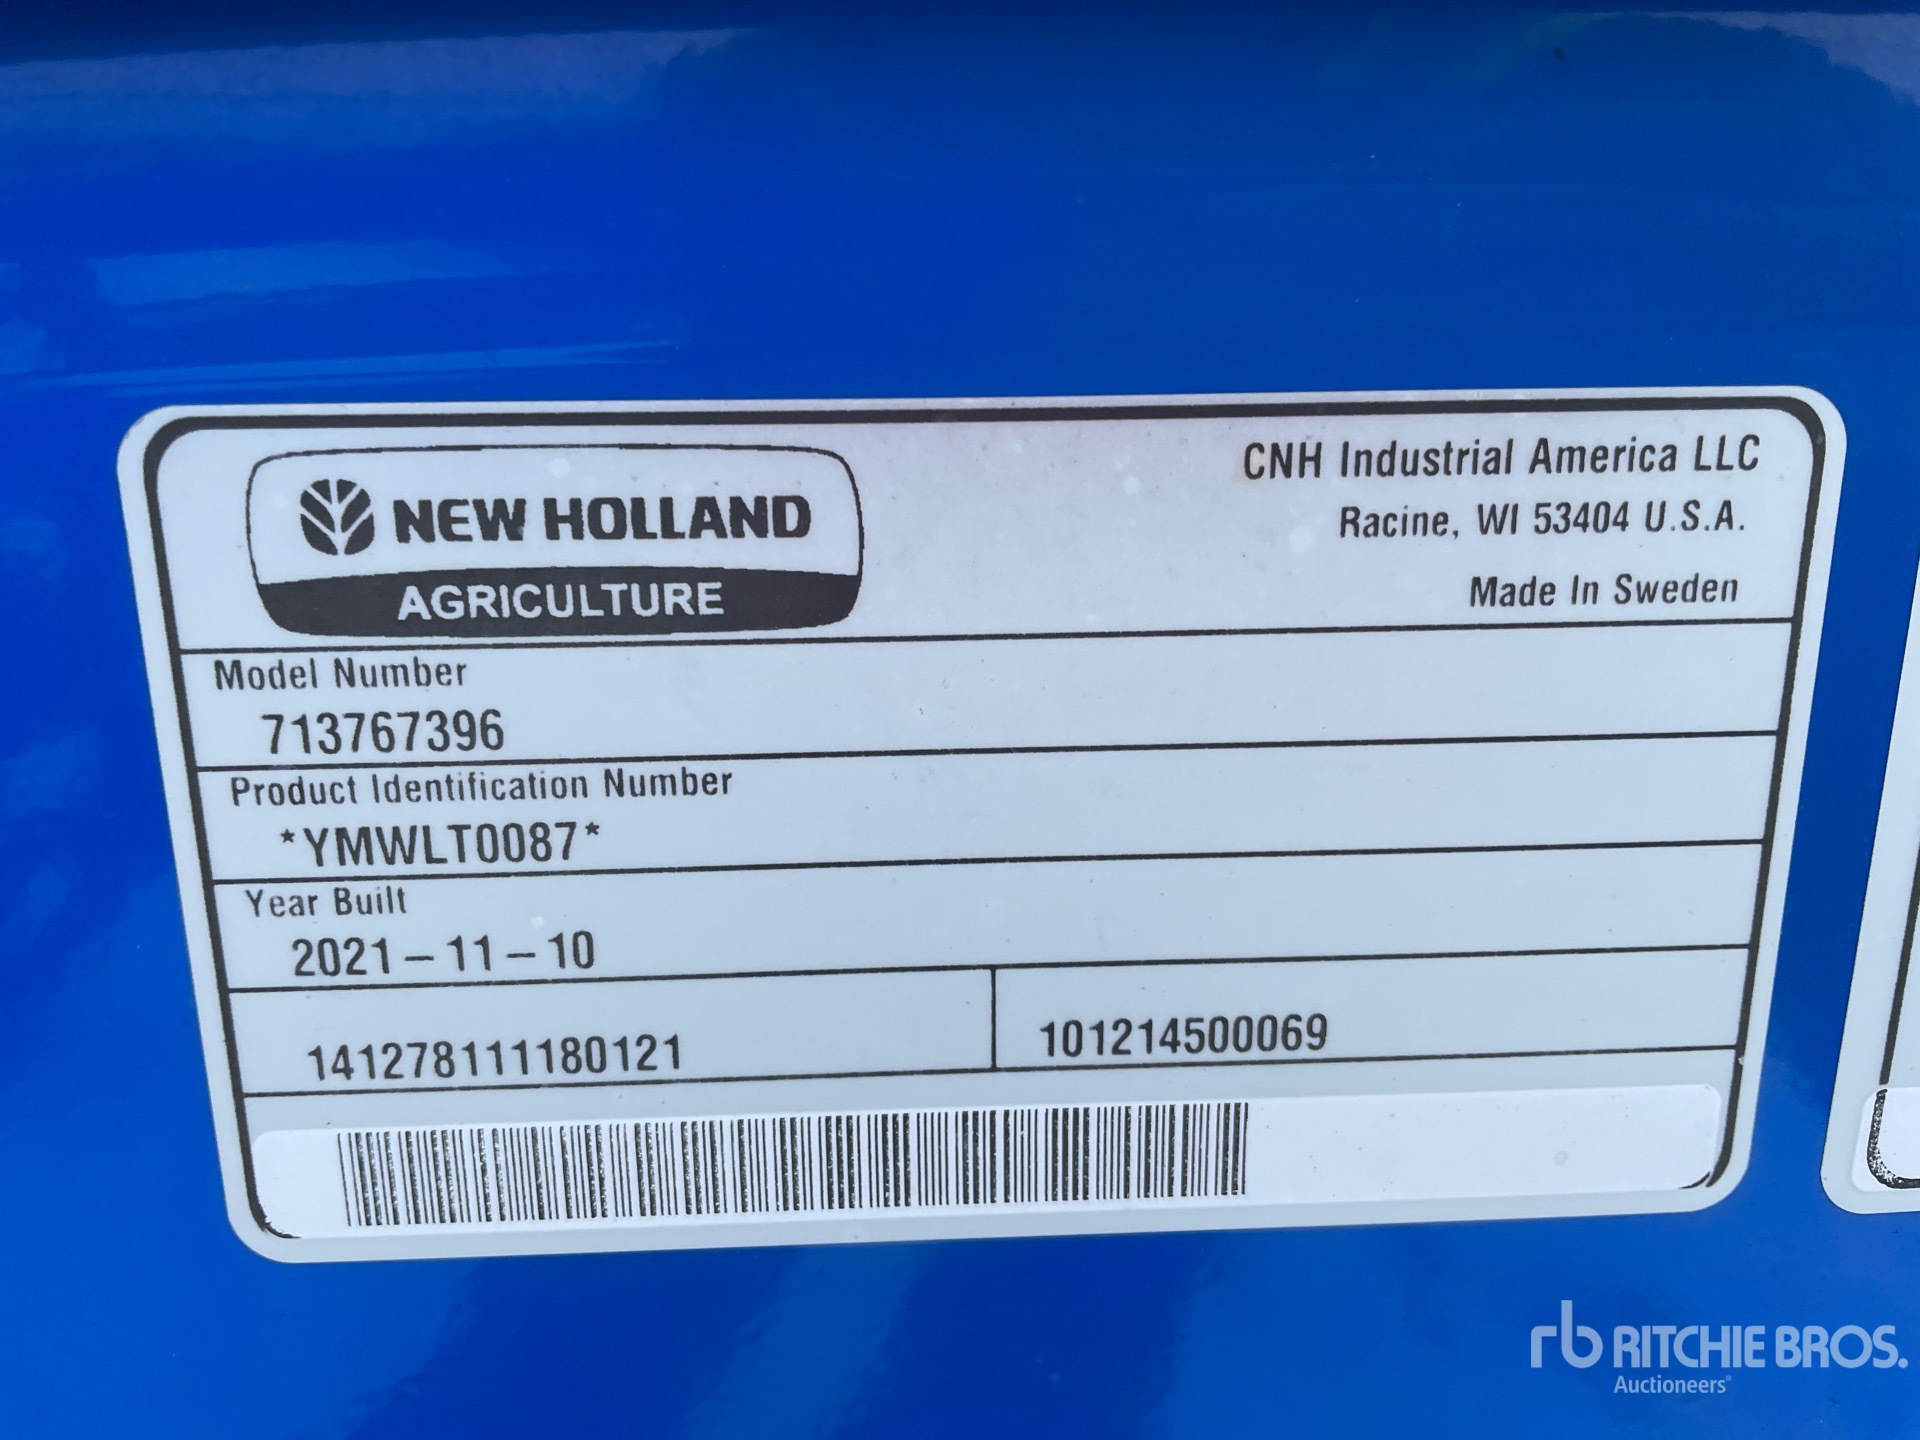 NEW HOLLAND
AGRICULTURE
CNH Industrial America LLC
Racine, WI 53404 U.S.A.
Made In Sweden
Model Number
713767396
Product Identification Number
*YMWLT0087*
Year Built
2021-11-10
141278111180121
101214500069
rb RITCHIE BROS.
Auctioneers®